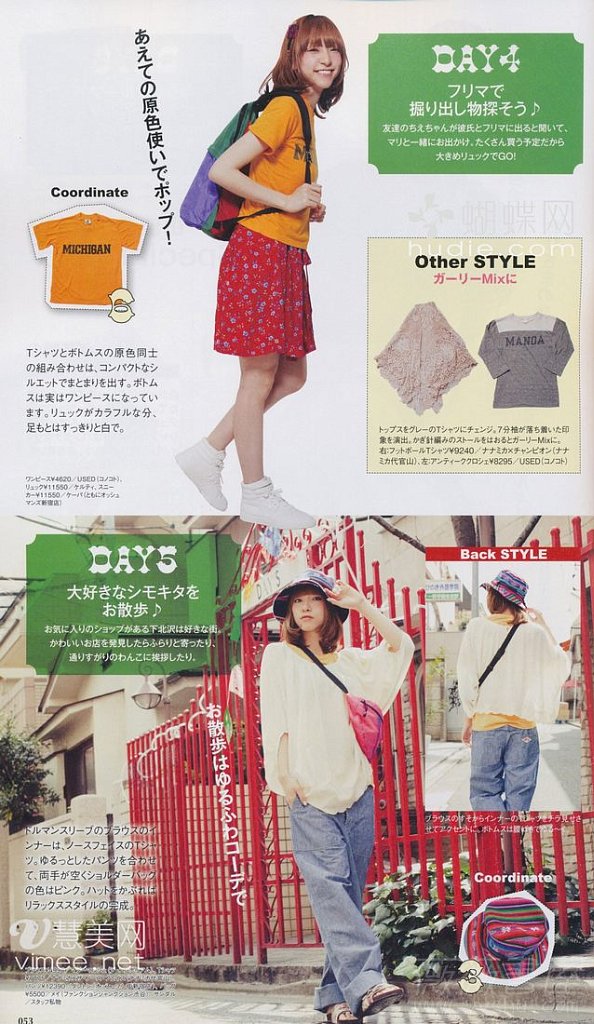 あえての原色使いでポップ!
DAY4
フリマで
掘り出し物探そう♪
友達のちえちゃんが彼氏とフリマに出ると聞いて、
マリと一緒にお出かけ。たくさん買う予定だから
大きめリュックでGO!
Coordinate
MICHIGAN
蝴蝶网
hudie.com
Tシャツとボトムスの原色同士
の組み合わせは、コンパクトなシ
ルエットでまとまりを出す。ボトム
スは実はワンピースになってい
ます。リュックがカラフルな分、
足もとはすっきりと白で。
ワンピース¥4620/USED(コノコト)、
リュック¥11550/ケルティ、スニー
カー¥11550/ケーパ(ともにオッシュ
マンズ新宿店)
Other STYLE
ガーリーMixに
MANOA
トップスをグレーのTシャツにチェンジ。7分袖が落ち着いた印
象を演出。かぎ針編みのストールをはおるとガーリーMixに。
右:フットボールTシャツ¥9240/ナナミカ×チャンピオン(ナナ
ミカ代官山)、左:アンティーククロシェ¥8295/USED(コノコト)
DAY5
大好きなシモキタを
お散歩♪
お気に入りのショップがある下北沢は好きな街。
かわいいお店を発見したらふらりと寄ったり、
通りすがりのわんこに挨拶したり。
Back STYLE
お散歩はゆるふわコーデで
ブラウスのすそからインナーのTシャツをチラ見せさ
せてアクセントに。
ドルマンスリーブのブラウスのイ
ンナーは、ノースフェイスのTシャ
ツ。ゆるっとしたパンツを合わせ
て、両手が空くショルダーバッグ
の色はピンク。ハットをかぶれば
リラックススタイルの完成。
Coordinate
慧美网
vimee.net
¥5500/メイ(ファンクションジャンクション渋谷)、サンダル
/スタッフ私物
053